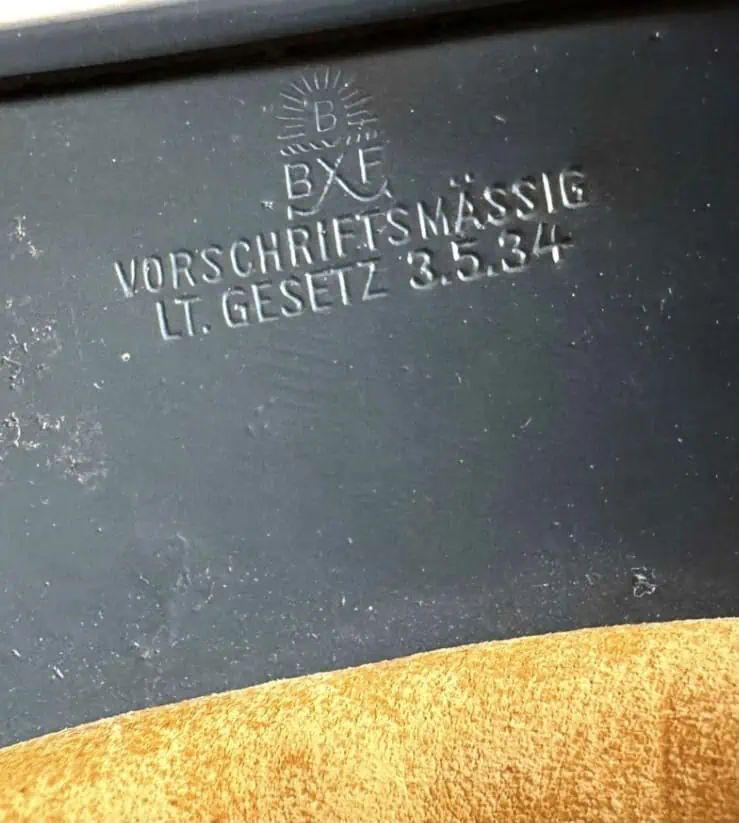 B
BXF
VORSCHRIFTSMÄSSIG
LT. GESETZ 3.5.34